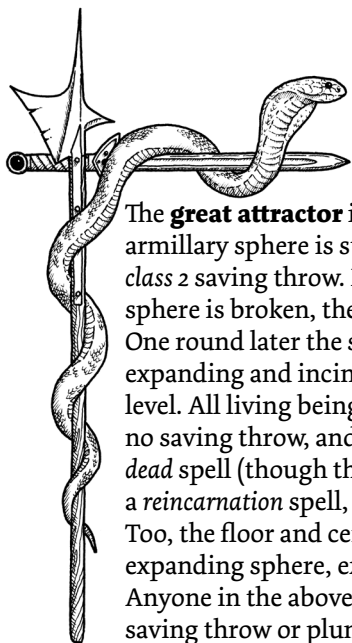 The great attractor i
armillary sphere is s
class 2 saving throw.
sphere is broken, the
One round later the s
expanding and incin
level. All living being
no saving throw, and
dead spell (though th
a reincarnation spell,
Too, the floor and ce
expanding sphere, e
Anyone in the above
saving throw or plun